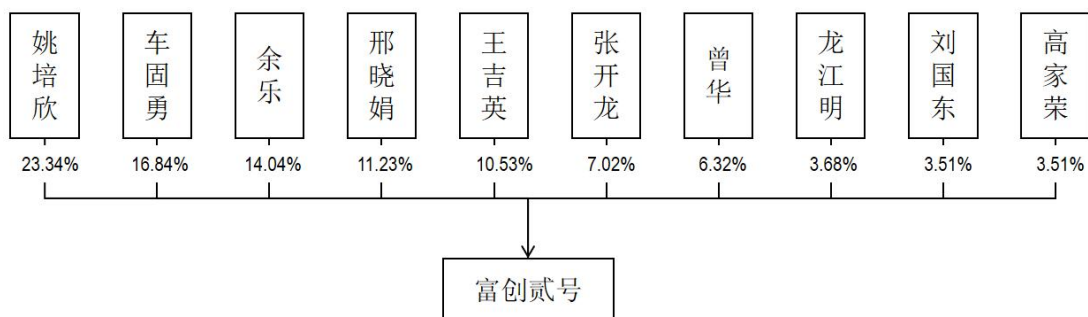 姚培欣
车固勇
余乐
邢晓娟
王吉英
张开龙
曾华
龙江明
刘国东
高家荣
23.34%
16.84%
14.04%
11.23%
10.53%
7.02%
6.32%
3.68%
3.51%
3.51%
富创贰号